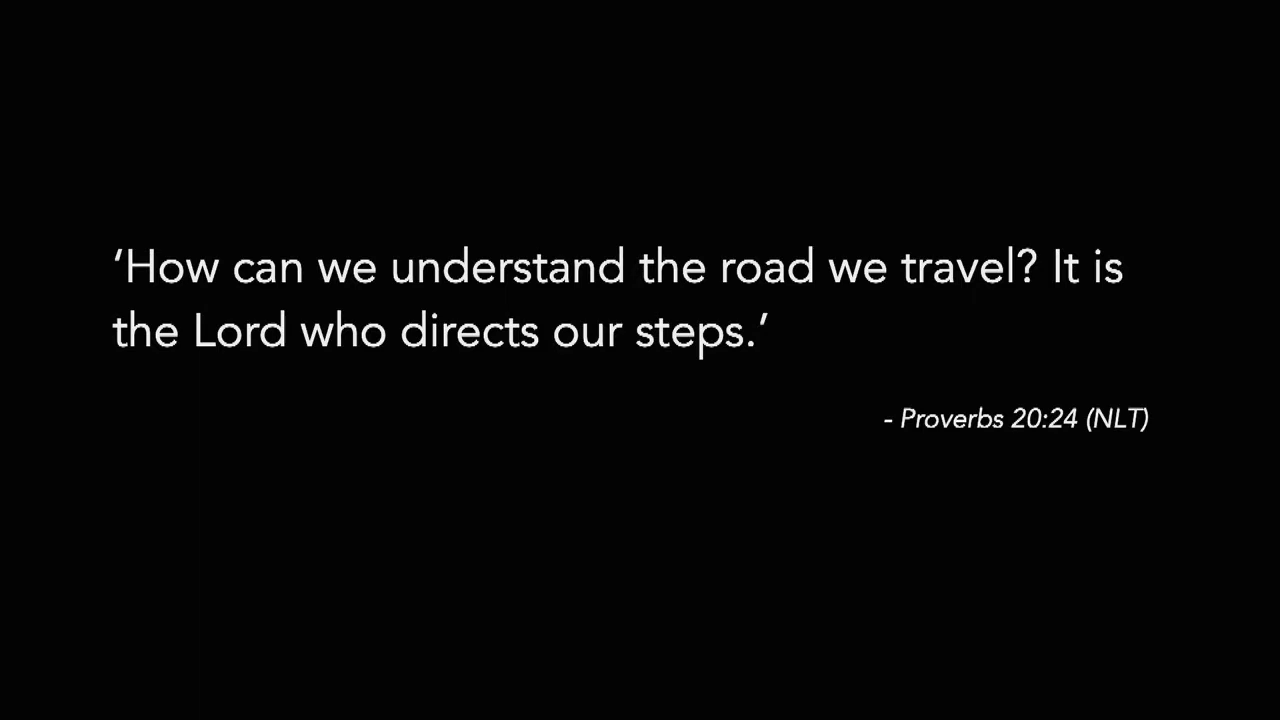 ‘How can we understand the road we travel? It is
the Lord who directs our steps.’
- Proverbs 20:24 (NLT)